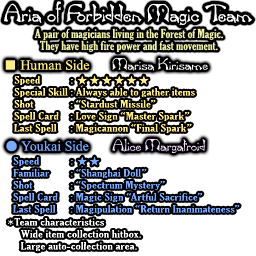 Aria of Forbidden Magic Team
A pair of magicians living in the Forest of Magic.
They have high fire power and fast movement.
■ Human Side Marisa Kirisame
Speed : ★★★★★★
Special Skill : Always able to gather items
Shot : "Stardust Missile"
Spell Card : Love Sign "Master Spark"
Last Spell : Magicannon "Final Spark"
● Youkai Side Alice Margatroid
Speed : ★★
Familiar : "Shanghai Doll"
Shot : "Spectrum Mystery"
Spell Card : Magic Sign "Artful Sacrifice"
Last Spell : Magipulation "Return Inanimateness"
*Team characteristics
Wide item collection hitbox.
Large auto-collection area.